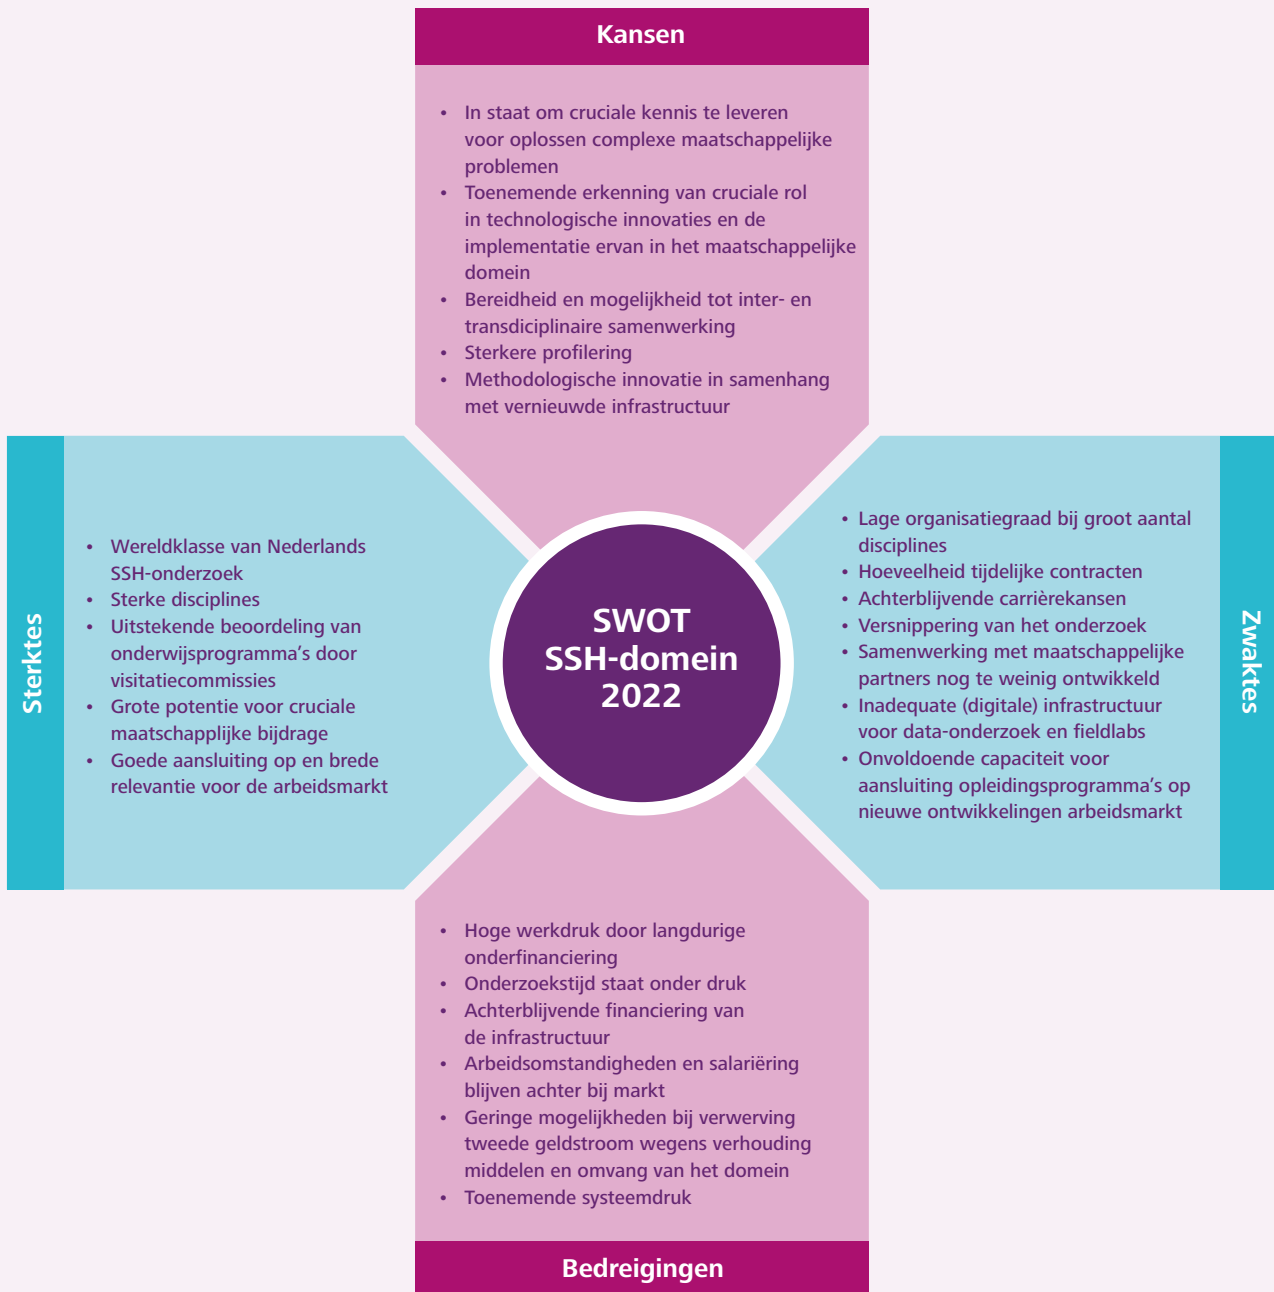 Kansen
• In staat om cruciale kennis te leveren
voor oplossen complexe maatschappelijke
problemen
• Toenemende erkenning van cruciale rol
in technologische innovaties en de
implementatie ervan in het maatschappelijke
domein
• Bereidheid en mogelijkheid tot inter- en
transdiciplinaire samenwerking
• Sterkere profilering
• Methodologische innovatie in samenhang
met vernieuwde infrastructuur
Sterktes
• Wereldklasse van Nederlands
SSH-onderzoek
• Sterke disciplines
• Uitstekende beoordeling van
onderwijsprogramma's door
visitatiecommissies
• Grote potentie voor cruciale
maatschapplijke bijdrage
• Goede aansluiting op en brede
relevantie voor de arbeidsmarkt
SWOT
SSH-domein
2022
• Lage organisatiegraad bij groot aantal
disciplines
• Hoeveelheid tijdelijke contracten
• Achterblijvende carrièrekansen
• Versnippering van het onderzoek
• Samenwerking met maatschappelijke
partners nog te weinig ontwikkeld
• Inadequate (digitale) infrastructuur
voor data-onderzoek en fieldlabs
• Onvoldoende capaciteit voor
aansluiting opleidingsprogramma's op
nieuwe ontwikkelingen arbeidsmarkt
Zwaktes
• Hoge werkdruk door langdurige
onderfinanciering
• Onderzoekstijd staat onder druk
• Achterblijvende financiering van
de infrastructuur
• Arbeidsomstandigheden en salariëring
blijven achter bij markt
• Geringe mogelijkheden bij verwerving
tweede geldstroom wegens verhouding
middelen en omvang van het domein
• Toenemende systeemdruk
Bedreigingen